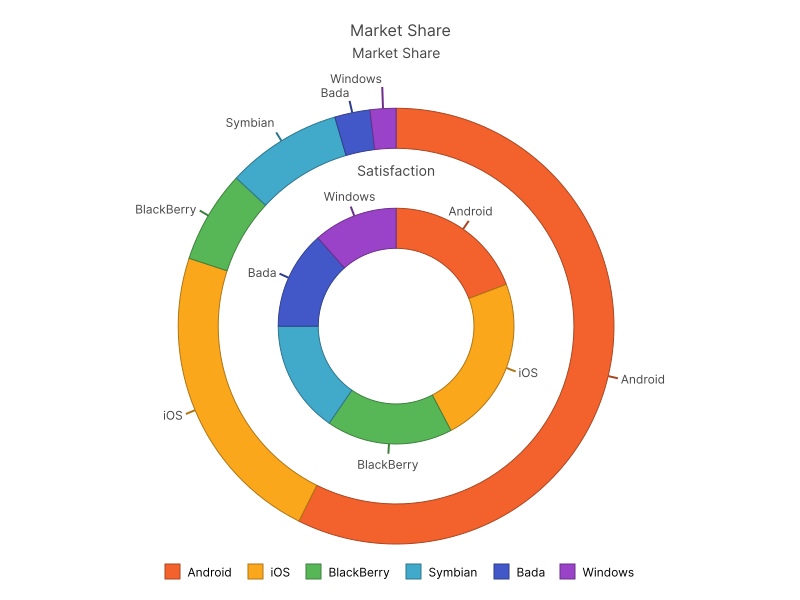 Market Share
Market Share
Windows
Bada
Symbian
Satisfaction
Windows
BlackBerry
Android
Bada
iOS
Android
iOS
BlackBerry
Android iOS BlackBerry Symbian Bada Windows